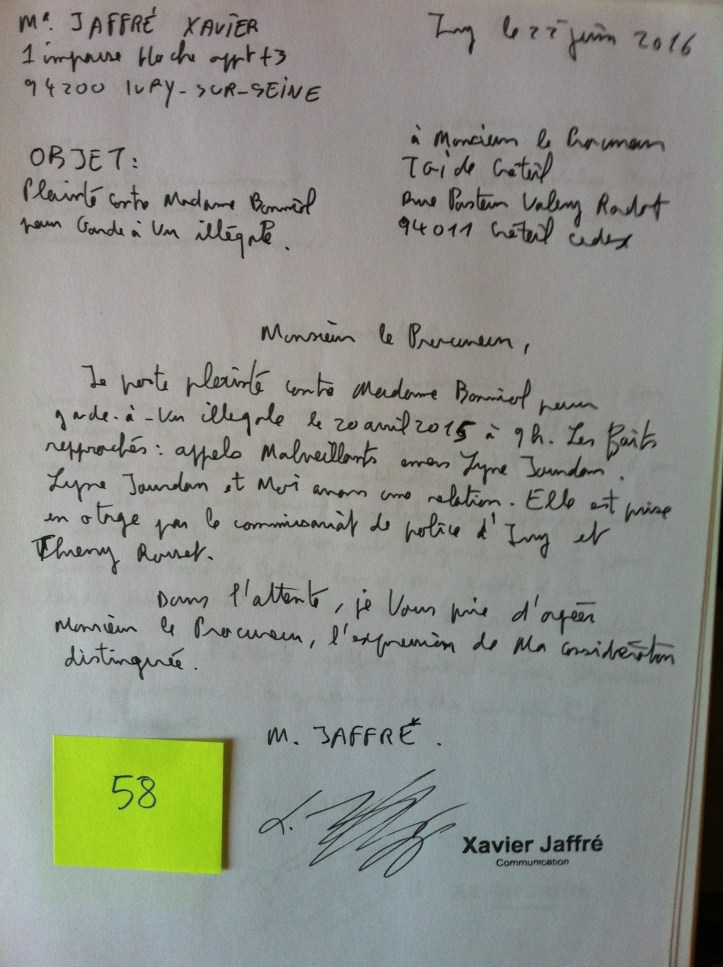 Mr. JAFFRÉ XAVIER
1 impasse Hoche appt 43
94200 IVRY-SUR-SEINE
Ivry le 22 juin 2016
à Monsieur le Procureur
TGI de Créteil
Rue Pasteur Valery Radot
94011 Créteil cedex
OBJET:
Plainte contre Madame Bonniol
pour Garde à Vue illégale.
Monsieur le Procureur,
Je porte plainte contre Madame Bonniol pour
garde-à-Vue illegale le 20 avril 2015 à 9h. Les Faits
reprochés: appels Malveillants envers Lyne Jourdan.
Lyne Jourdan et Moi avons une relation. Elle est prise
en otage par le commissariat de police d'Ivry et
Thierry
Dans l'attente, je Vous prie d'agréer
Monsieur le Procureur, l'expression de Ma considération
distinguée.
M. JAFFRÉ.
58
Xavier Jaffré
Communication